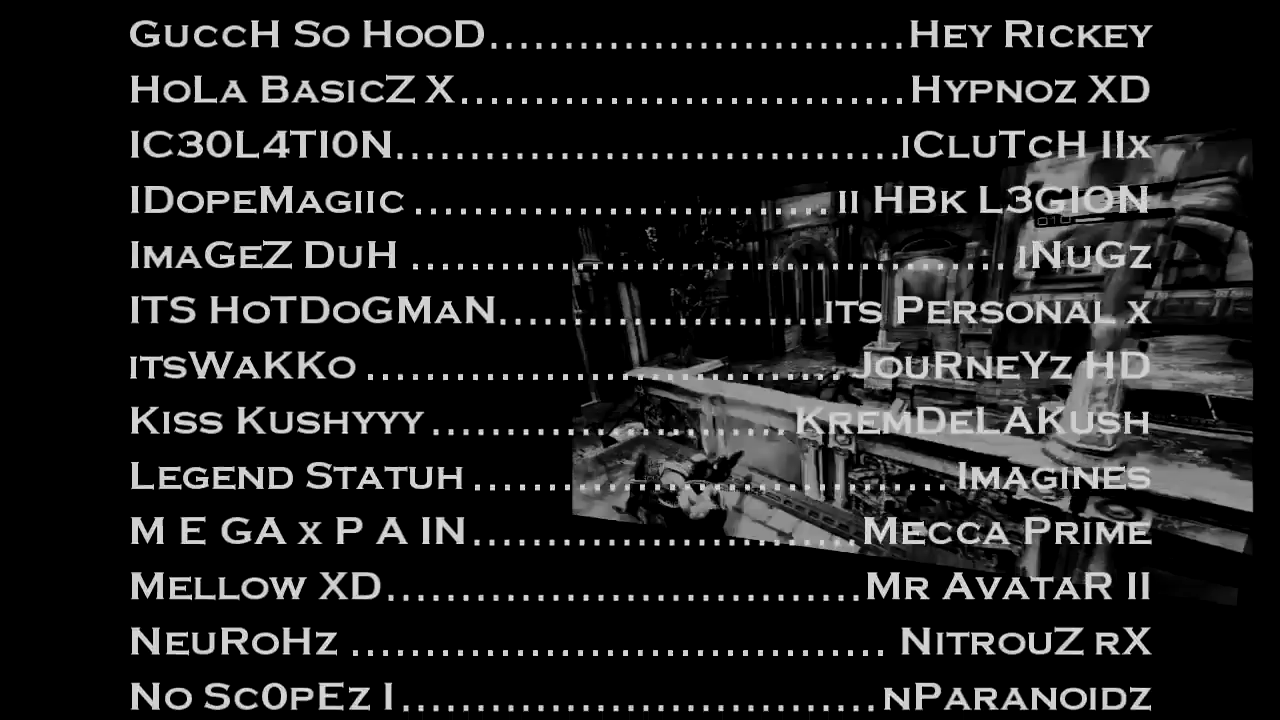 GuccH So HooD.................................Hey Rickey
HoLa BasicZ X....................................Hypnoz XD
IC30L4TI0N.........................................iCluTcH IIx
IDopeMagiic .................................. ii HBk L3GION
ImaGeZ DuH ................................................ iNuGz
ITS HoTDoGMaN..........................its Personal x
itsWaKKo ....................................... JouRneYz HD
Kiss Kushyyy ............................. KremDeLAKush
Legend Statuh ....................................... Imagines
M E GA x P A IN...............................Mecca Prime
Mellow XD......................................Mr AvataR II
NeuRoHz ........................................... NitrouZ rX
No Sc0pEz I......................................nParanoidz